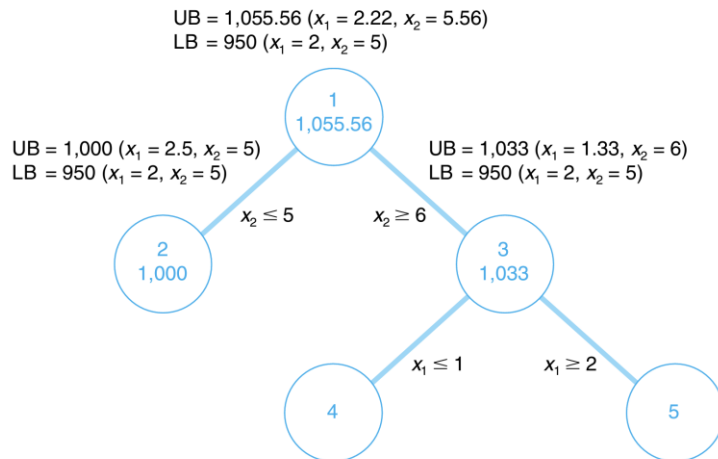 UB = 1,055.56 (x₁ = 2.22, x₂ = 5.56)
LB = 950 (x₁ = 2, x₂ = 5)
1
1,055.56
UB = 1,000 (x₁ = 2.5, x₂ = 5)
LB = 950 (x₁ = 2, x₂ = 5)
UB = 1,033 (x₁ = 1.33, x₂ = 6)
LB = 950 (x₁ = 2, x₂ = 5)
x₂ ≤ 5
x₂ ≥ 6
2
1,000
3
1,033
x₁ ≤ 1
x₁ ≥ 2
4
5